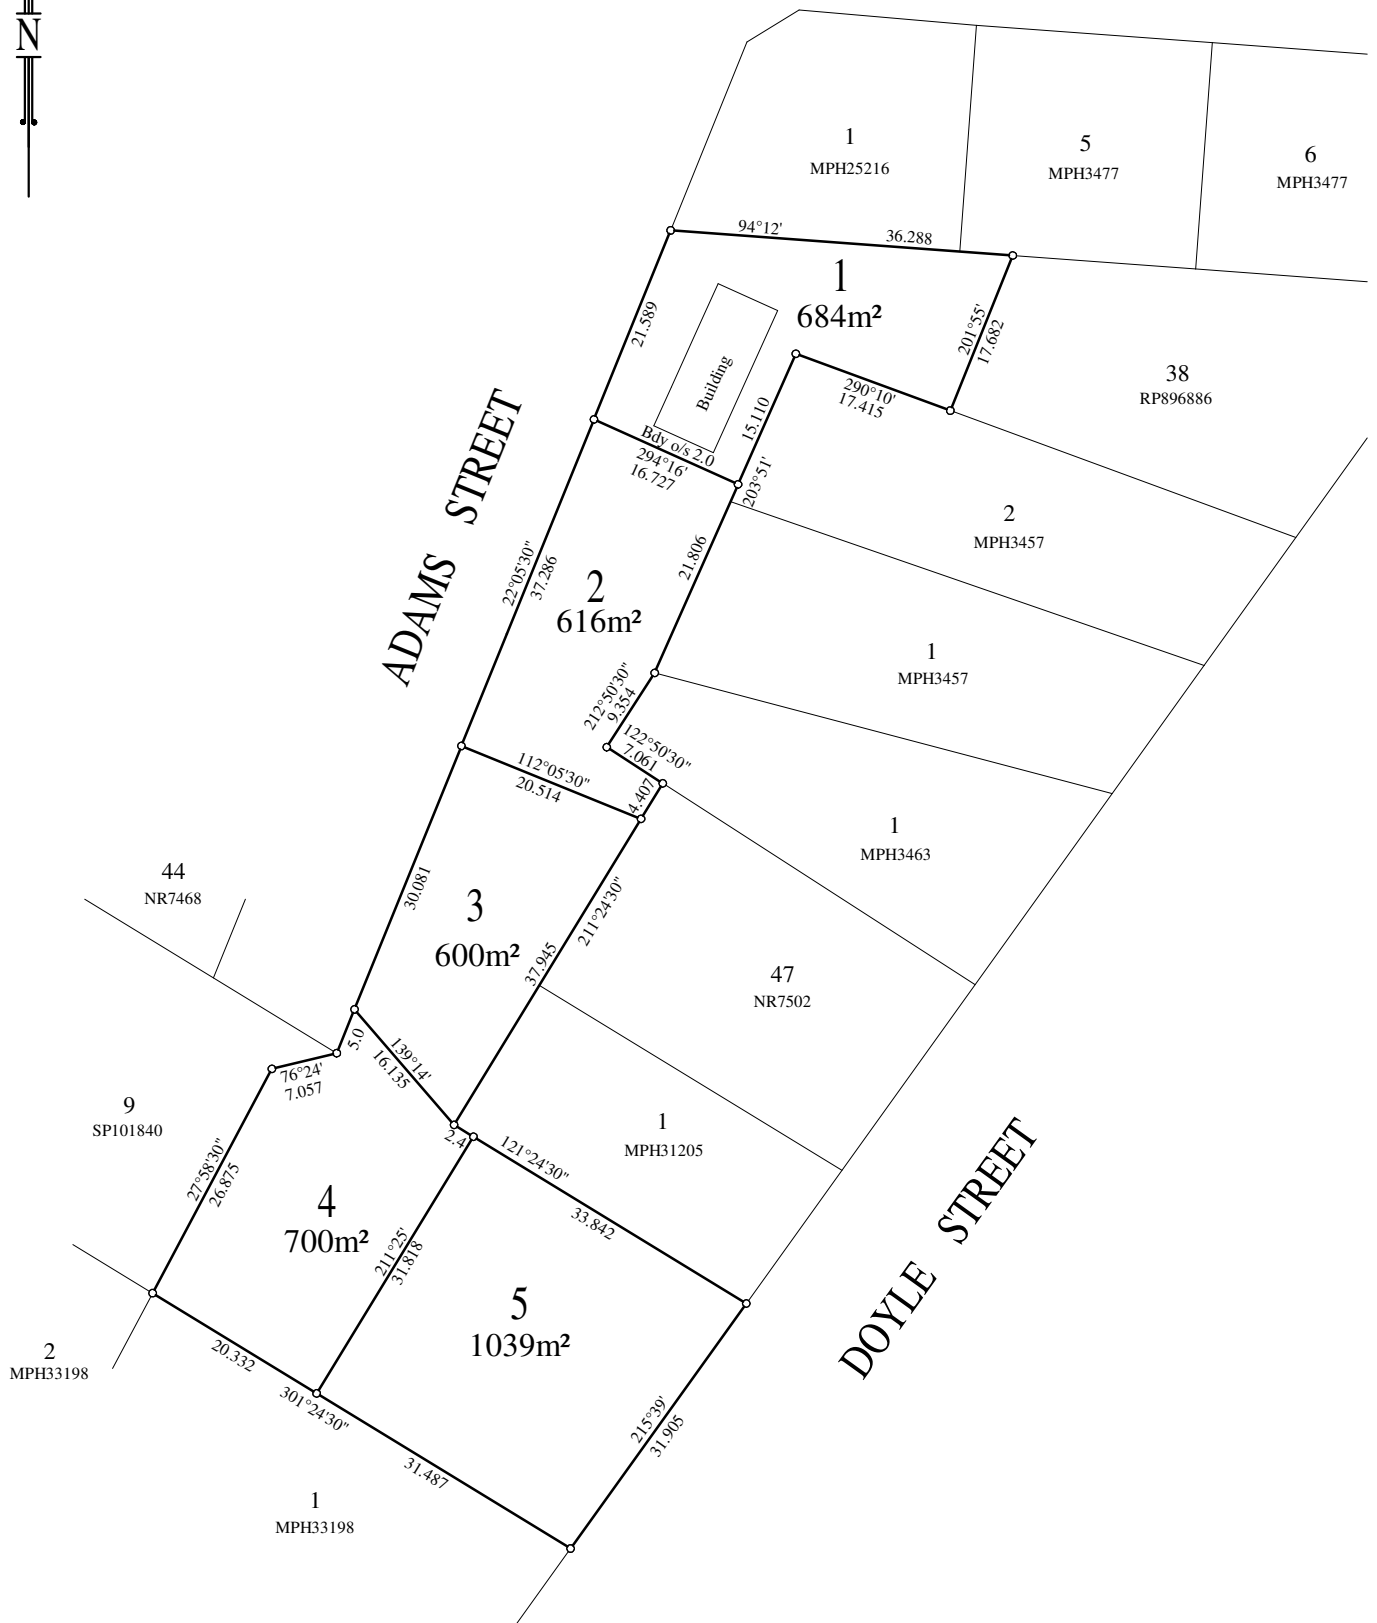 N
1
MPH25216
5
MPH3477
6
MPH3477
94°12'
36.288
1
684m²
21.589
201°55'
17.682
Building
290°10'
17.415
38
RP896886
15.110
Bdy o/s 2.0
294°16'
16.727
203°51'
ADAMS STREET
2
MPH3457
21.806
22°05'30"
37.286
2
616m²
1
MPH3457
212°50'30"
9.354
122°50'30"
7.061
112°05'30"
20.514
4.407
1
MPH3463
44
NR7468
30.081
3
600m²
211°24'30"
37.945
47
NR7502
5.0
139°14'
16.135
76°24'
7.057
9
SP101840
2.4
121°24'30"
33.842
1
MPH31205
27°58'30"
26.875
4
700m²
211°25'
31.818
DOYLE STREET
5
1039m²
2
MPH33198
20.332
301°24'30"
215°39'
31.905
31.487
1
MPH33198